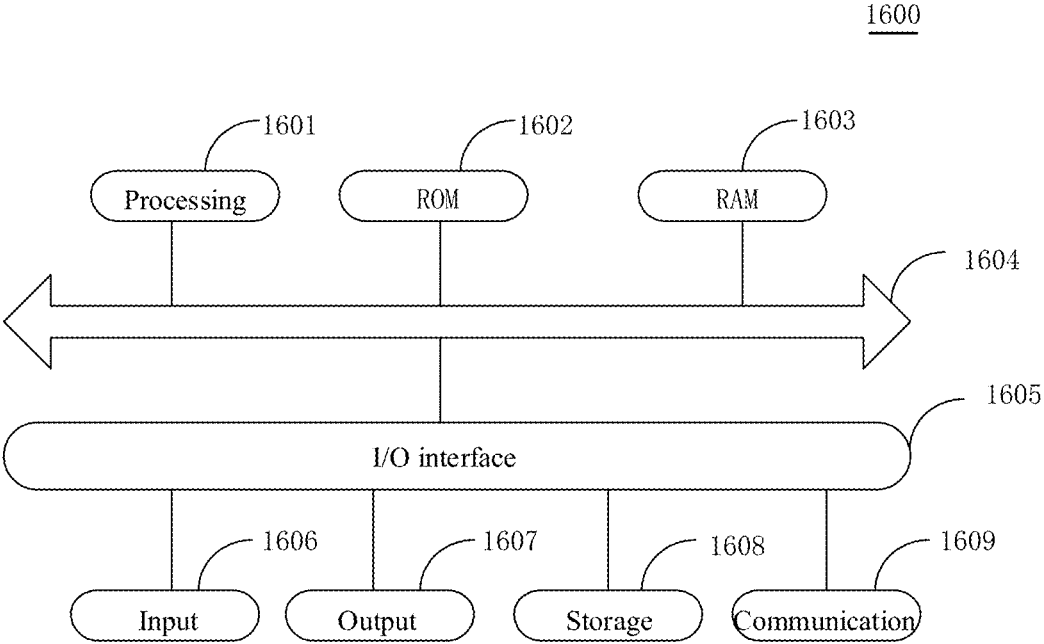 1600
1601
1602
1603
Processing
ROM
RAM
1604
1605
I/O interface
1606
1607
1608
1609
Input
Output
Storage
Communication